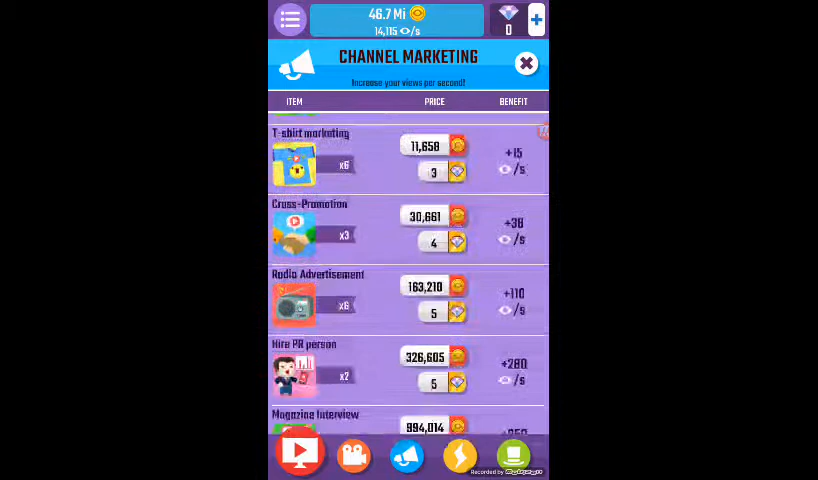 46.7 Mi
14,115 /s
0
CHANNEL MARKETING
Increase your views per second!
ITEM PRICE BENEFIT
T-shirt marketing
11,658
x6
3
+15
/s
Cross-Promotion
30,661
x3
4
+38
/s
Radio Advertisement
163,210
x6
5
+110
/s
Hire PR person
326,605
x2
5
+280
/s
Magazine Interview
994,014
Recorded by